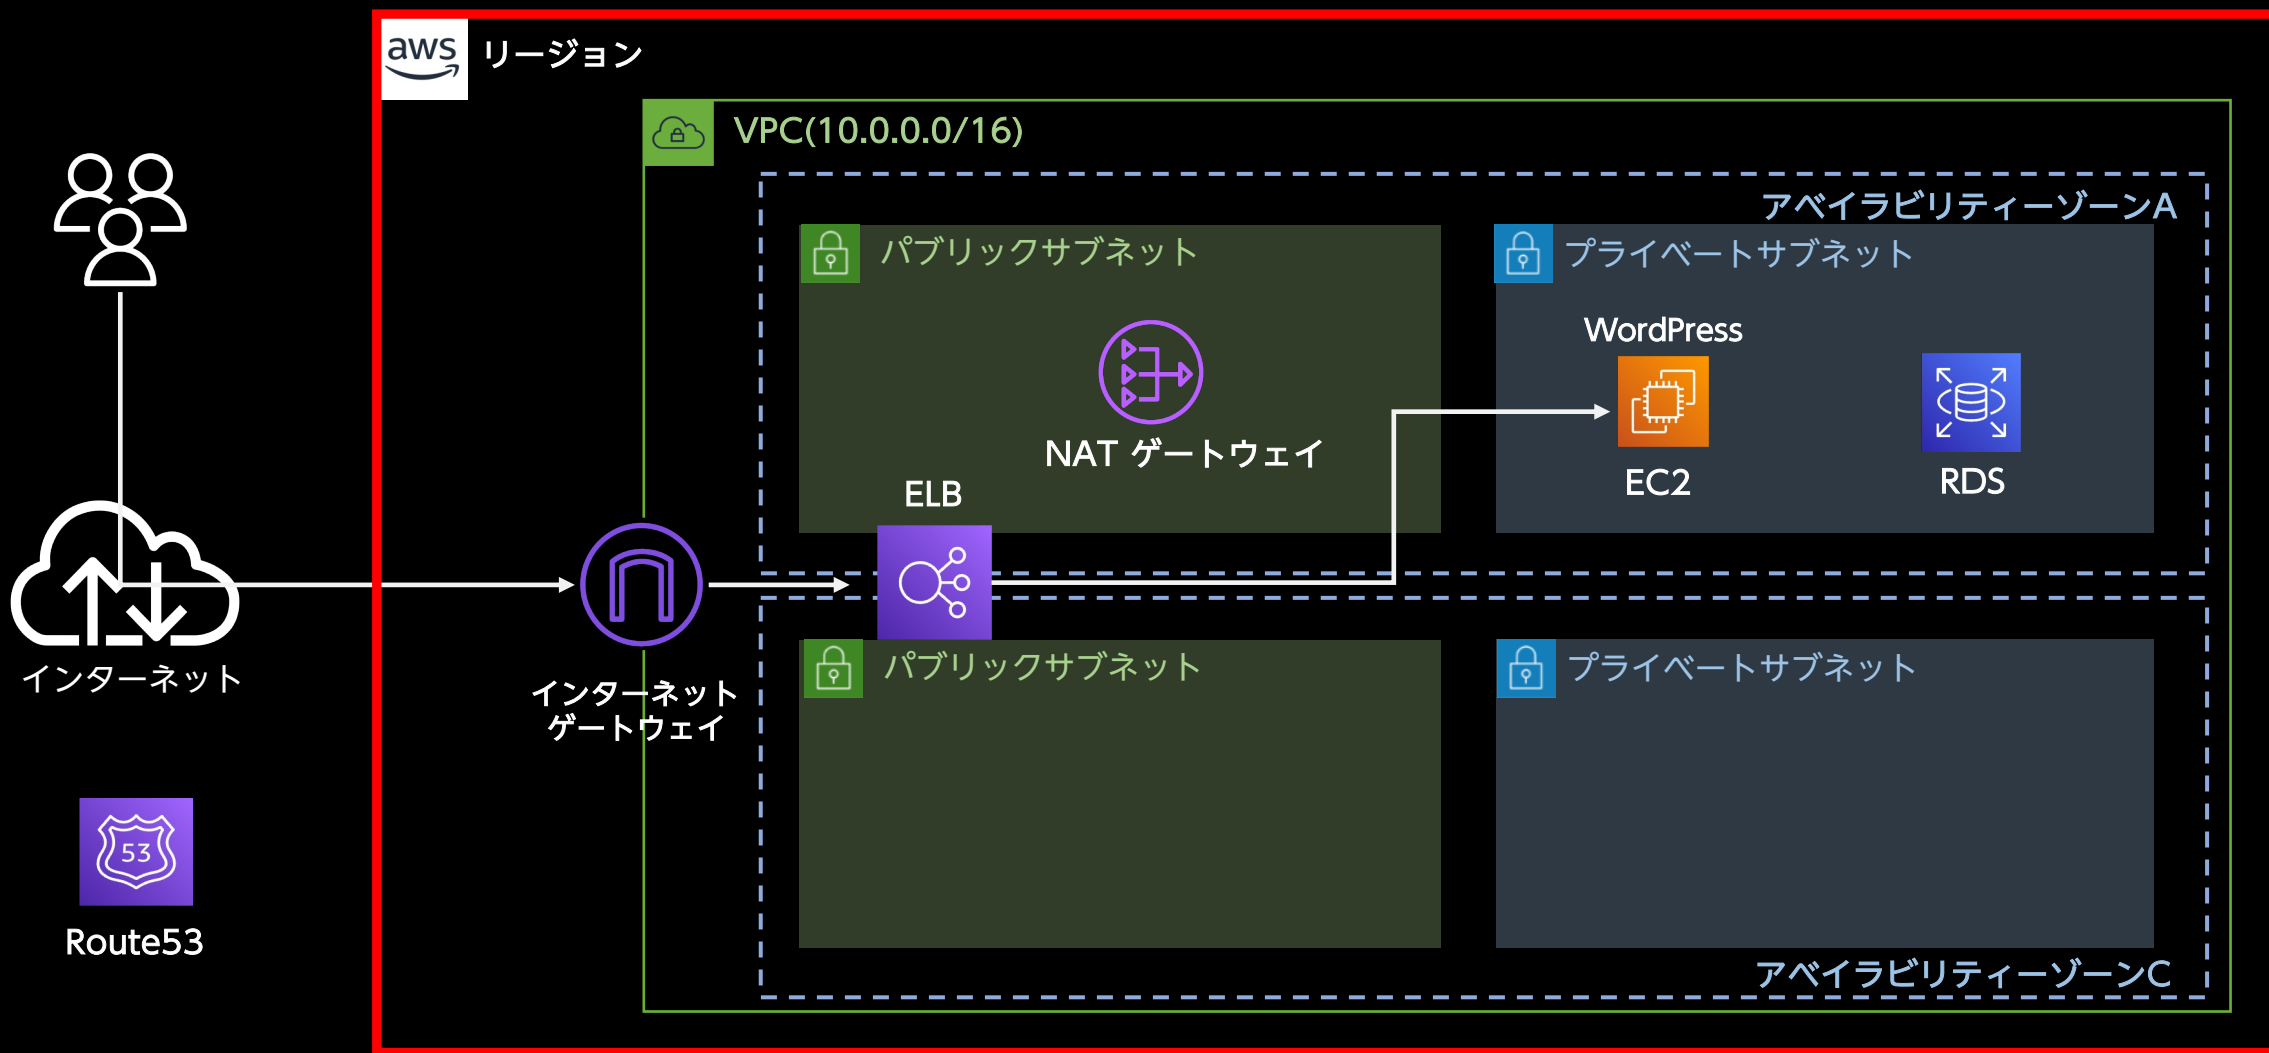 aws
リージョン
VPC(10.0.0.0/16)
アベイラビリティーゾーンA
パブリックサブネット
プライベートサブネット
WordPress
NAT ゲートウェイ
EC2
RDS
ELB
インターネット
インターネット
ゲートウェイ
パブリックサブネット
プライベートサブネット
53
Route53
アベイラビリティーゾーンC